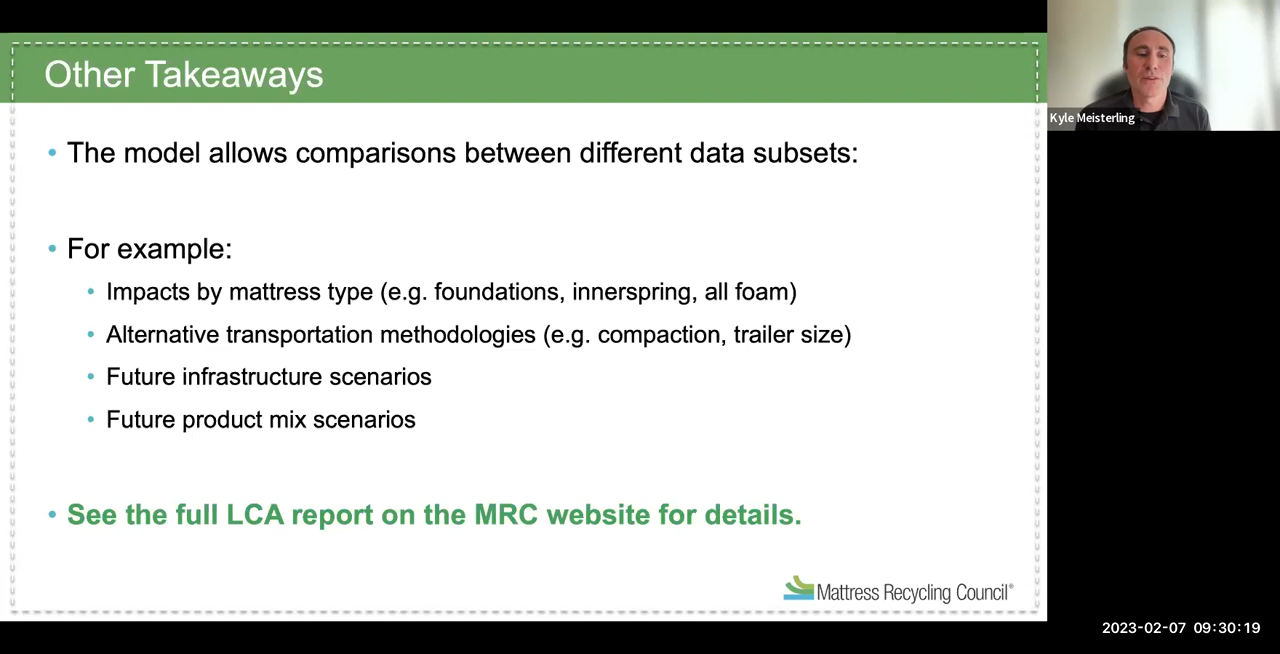 Other Takeaways
• The model allows comparisons between different data subsets:
• For example:
• Impacts by mattress type (e.g. foundations, innerspring, all foam)
• Alternative transportation methodologies (e.g. compaction, trailer size)
• Future infrastructure scenarios
• Future product mix scenarios
• See the full LCA report on the MRC website for details.
Mattress Recycling Council®
Kyle Meisterling
2023-02-07 09:30:19